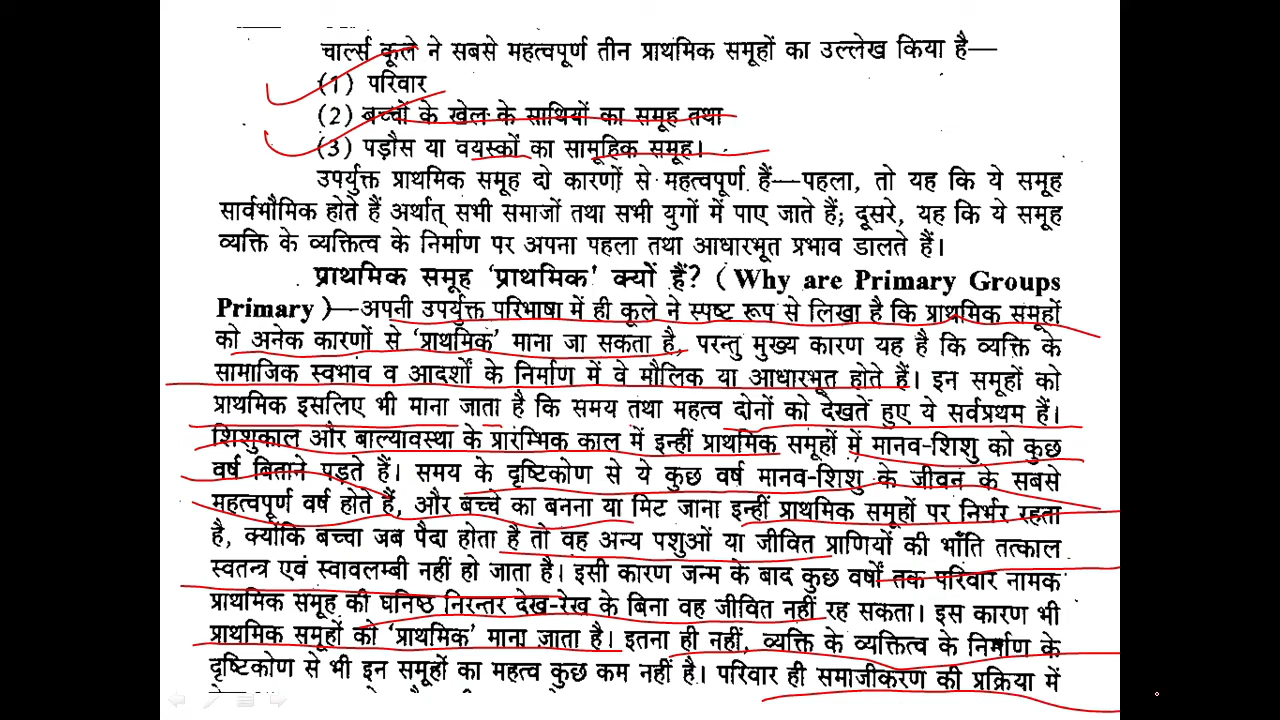 चार्ल्स कूले ने सबसे महत्वपूर्ण तीन प्राथमिक समूहों का उल्लेख किया है—
(1) परिवार
(2) बच्चों के खेल के साथियों का समूह तथा
(3) पड़ौस या वयस्कों का सामूहिक समूह।
उपर्युक्त प्राथमिक समूह दो कारणों से महत्वपूर्ण हैं—पहला, तो यह कि ये समूह
सार्वभौमिक होते हैं अर्थात् सभी समाजों तथा सभी युगों में पाए जाते हैं; दूसरे, यह कि ये समूह
व्यक्ति के व्यक्तित्व के निर्माण पर अपना पहला तथा आधारभूत प्रभाव डालते हैं।
प्राथमिक समूह 'प्राथमिक' क्यों हैं? (Why are Primary Groups
Primary)—अपनी उपर्युक्त परिभाषा में ही कूले ने स्पष्ट रूप से लिखा है कि प्राथमिक समूहों
को अनेक कारणों से 'प्राथमिक' माना जा सकता है, परन्तु मुख्य कारण यह है कि व्यक्ति के
सामाजिक स्वभाव व आदर्शों के निर्माण में वे मौलिक या आधारभूत होते हैं। इन समूहों को
प्राथमिक इसलिए भी माना जाता है कि समय तथा महत्व दोनों को देखते हुए ये सर्वप्रथम हैं।
शिशुकाल और बाल्यावस्था के प्रारम्भिक काल में इन्हीं प्राथमिक समूहों में मानव-शिशु को कुछ
वर्ष बिताने पड़ते हैं। समय के दृष्टिकोण से ये कुछ वर्ष मानव-शिशु के जीवन के सबसे
महत्वपूर्ण वर्ष होते हैं, और बच्चे का बनना या मिट जाना इन्हीं प्राथमिक समूहों पर निर्भर रहता
है, क्योंकि बच्चा जब पैदा होता है तो वह अन्य पशुओं या जीवित प्राणियों की भाँति तत्काल
स्वतन्त्र एवं स्वावलम्बी नहीं हो जाता है। इसी कारण जन्म के बाद कुछ वर्षों तक परिवार नामक
प्राथमिक समूह की घनिष्ठ निरन्तर देख-रेख के बिना वह जीवित नहीं रह सकता। इस कारण भी
प्राथमिक समूहों को 'प्राथमिक' माना जाता है। इतना ही नहीं, व्यक्ति के व्यक्तित्व के निर्माण के
दृष्टिकोण से भी इन समूहों का महत्व कुछ कम नहीं है। परिवार ही समाजीकरण की प्रक्रिया में